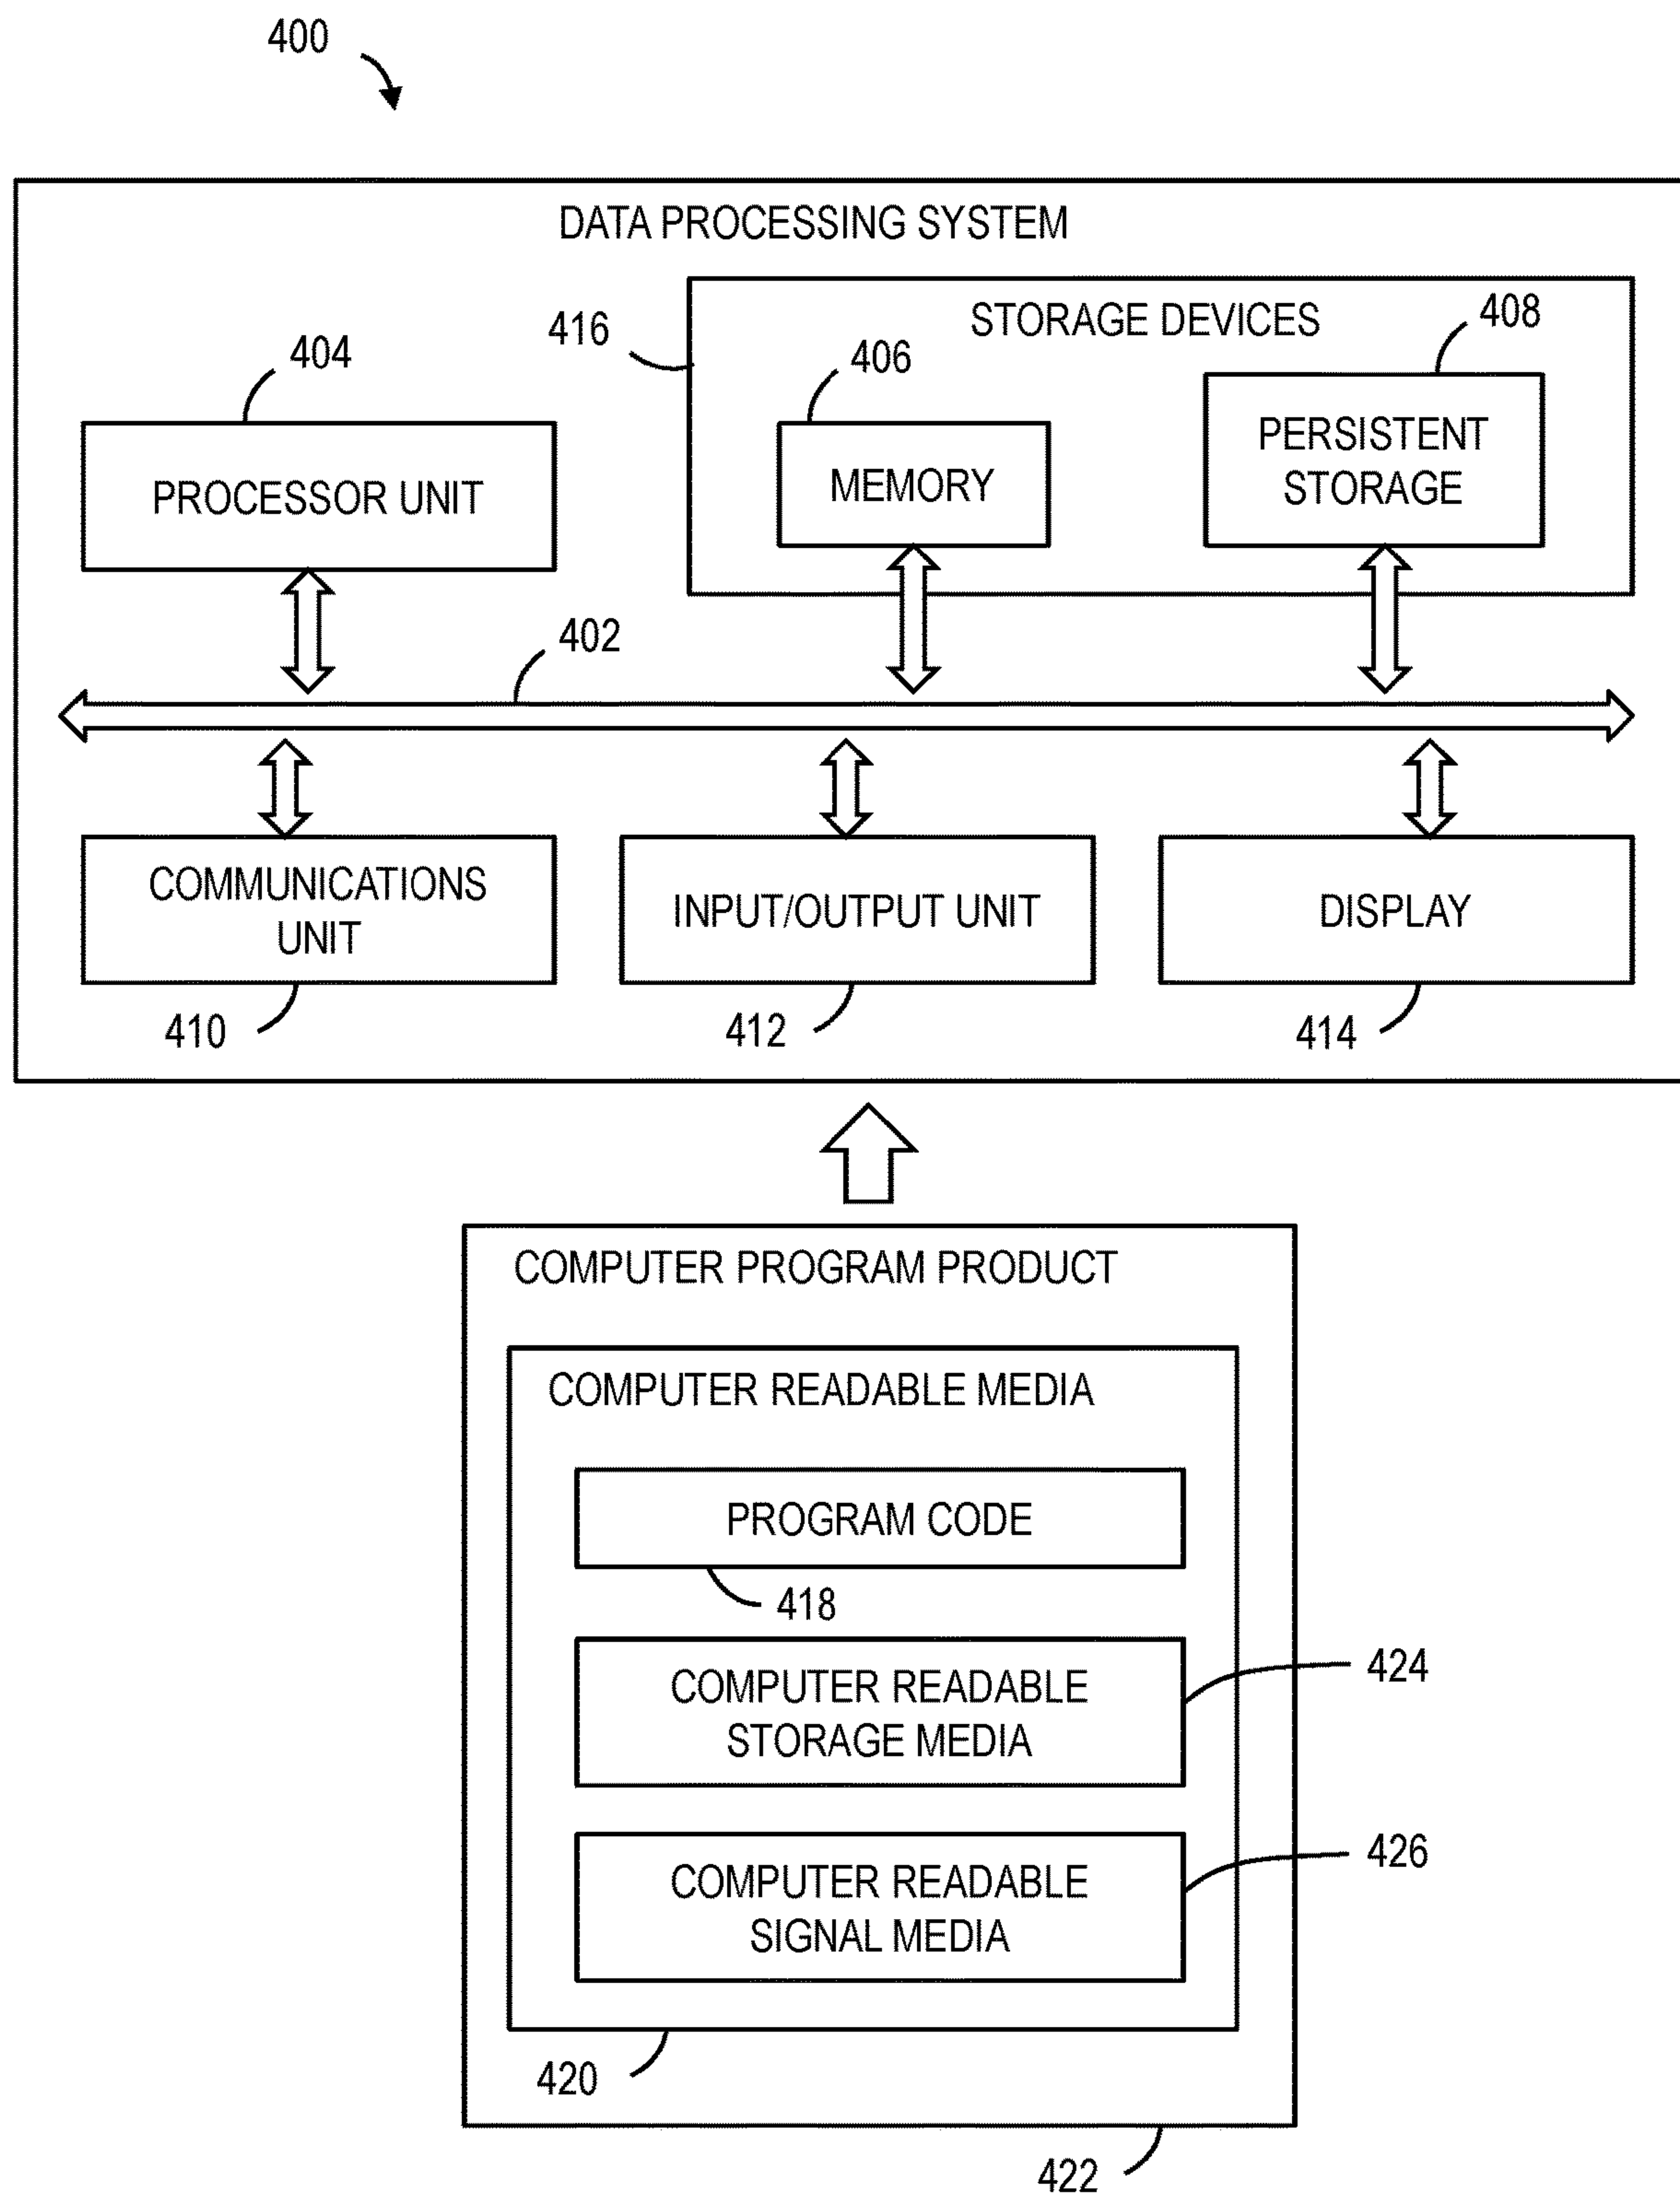 400
DATA PROCESSING SYSTEM
STORAGE DEVICES
416
408
404
406
PERSISTENT
STORAGE
PROCESSOR UNIT
MEMORY
402
COMMUNICATIONS
UNIT
INPUT/OUTPUT UNIT
DISPLAY
410
412
414
COMPUTER PROGRAM PRODUCT
COMPUTER READABLE MEDIA
PROGRAM CODE
418
COMPUTER READABLE
STORAGE MEDIA
424
COMPUTER READABLE
SIGNAL MEDIA
426
420
422